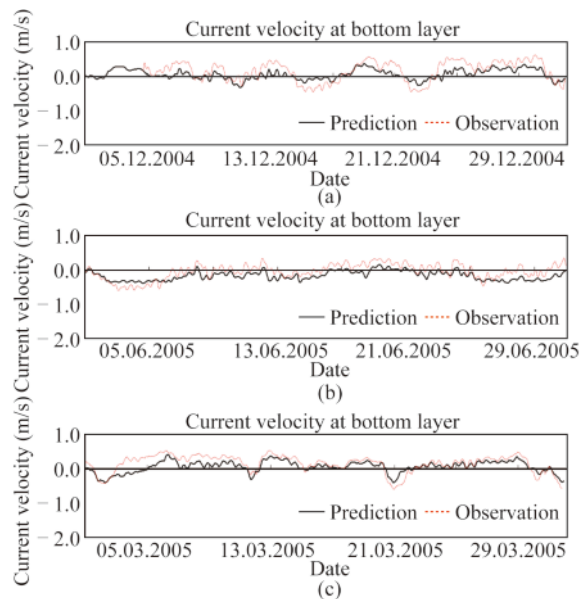 Current velocity at bottom layer
Current velocity (m/s)
1.0
0.0
− 1.0
− 2.0
Prediction Observation
05.12.2004 13.12.2004 21.12.2004 29.12.2004
Date
(a)
Current velocity at bottom layer
Current velocity (m/s)
1.0
0.0
− 1.0
− 2.0
Prediction Observation
05.06.2005 13.06.2005 21.06.2005 29.06.2005
Date
(b)
Current velocity at bottom layer
Current velocity (m/s)
1.0
0.0
− 1.0
− 2.0
Prediction Observation
05.03.2005 13.03.2005 21.03.2005 29.03.2005
Date
(c)